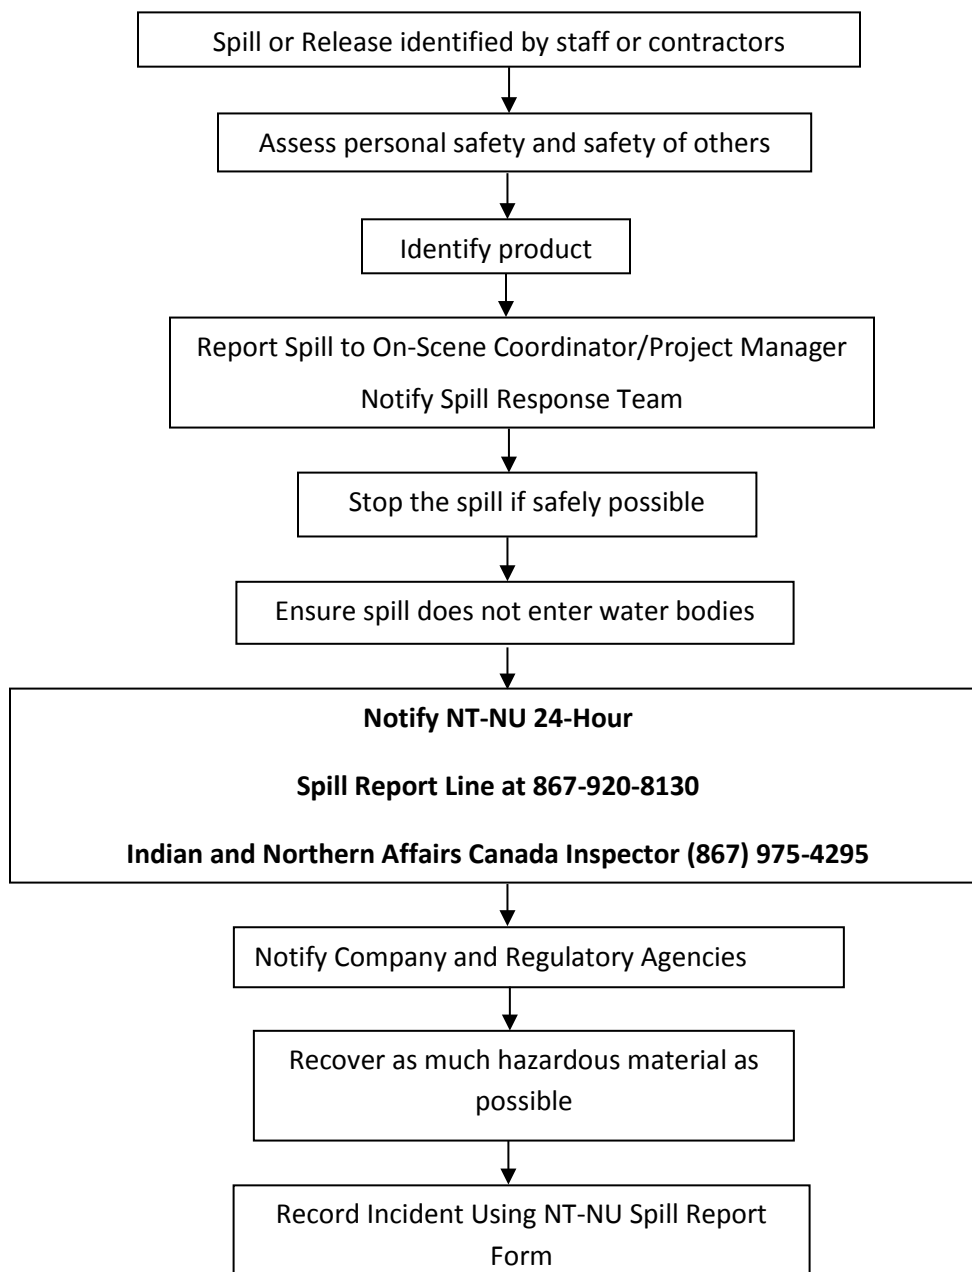 Spill or Release identified by staff or contractors
Assess personal safety and safety of others
Identify product
Report Spill to On-Scene Coordinator/Project Manager
Notify Spill Response Team
Stop the spill if safely possible
Ensure spill does not enter water bodies
Notify NT-NU 24-Hour
Spill Report Line at 867-920-8130
Indian and Northern Affairs Canada Inspector (867) 975-4295
Notify Company and Regulatory Agencies
Recover as much hazardous material as
possible
Record Incident Using NT-NU Spill Report
Form